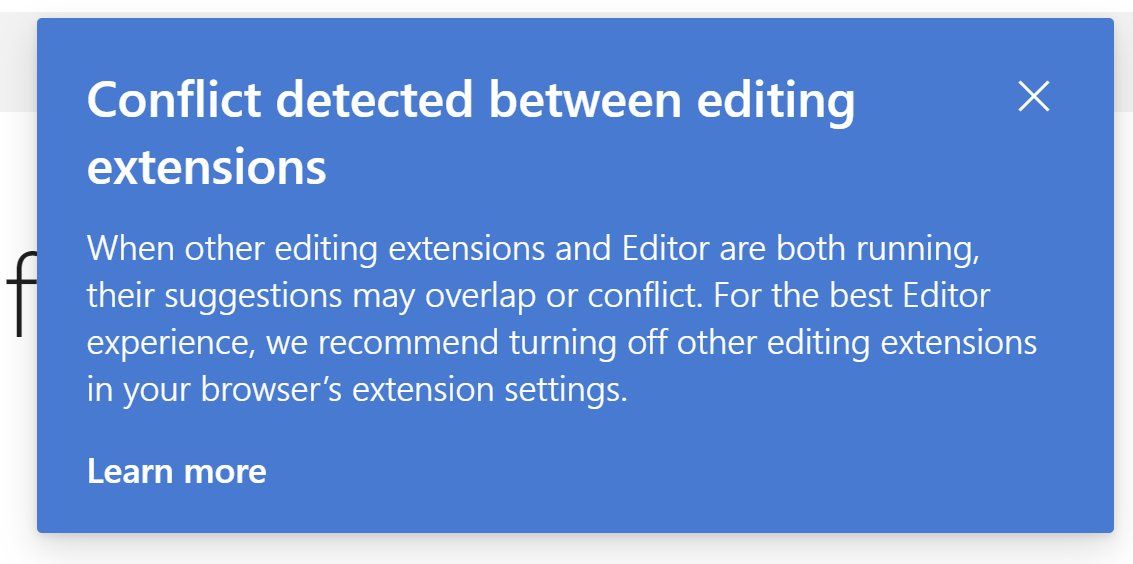 Conflict detected between editing
extensions
When other editing extensions and Editor are both running,
their suggestions may overlap or conflict. For the best Editor
experience, we recommend turning off other editing extensions
in your browser’s extension settings.
Learn more
f